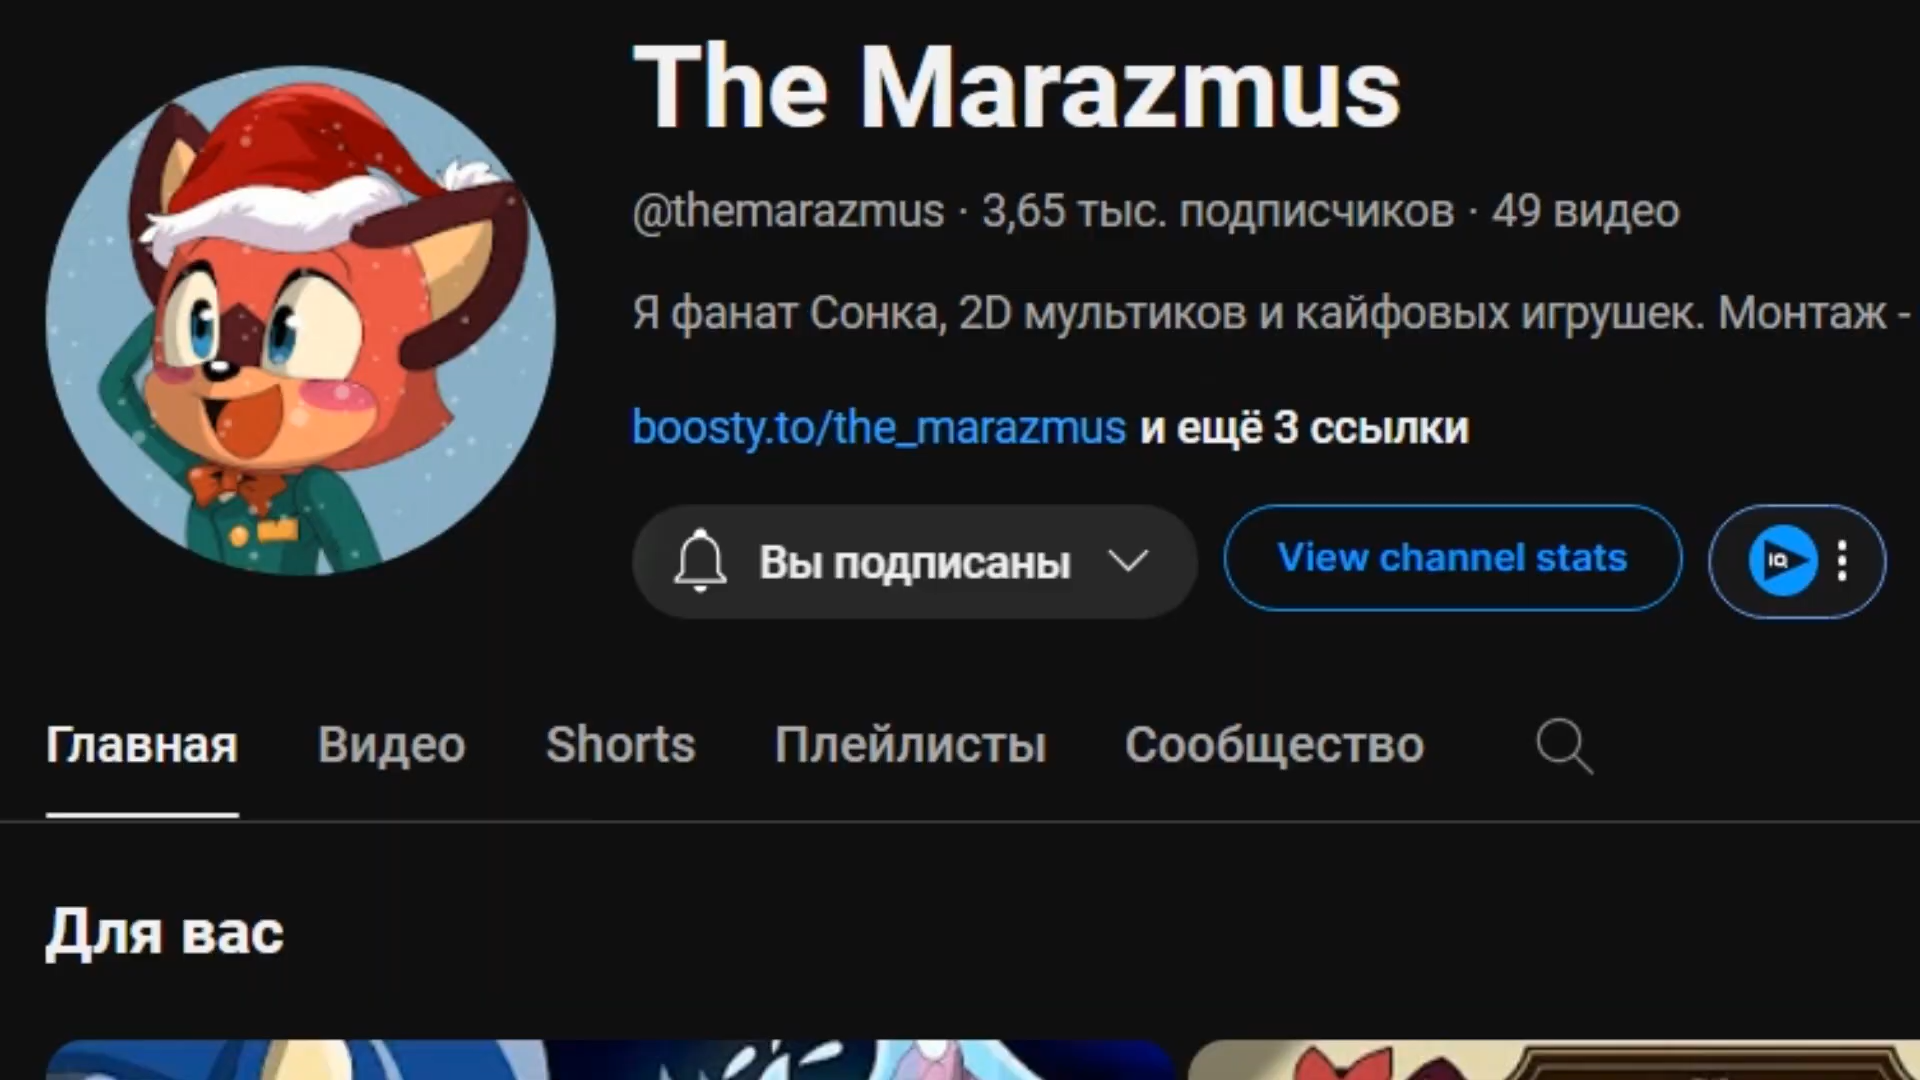 The Marazmus
@themarazmus · 3,65 тыс. подписчиков · 49 видео
Я фанат Сонка, 2D мультиков и кайфовых игрушек. Монтаж -
boosty.to/the_marazmus и ещё 3 ссылки
Вы подписаны
View channel stats
IQ
Главная Видео Shorts Плейлисты Сообщество
Для вас